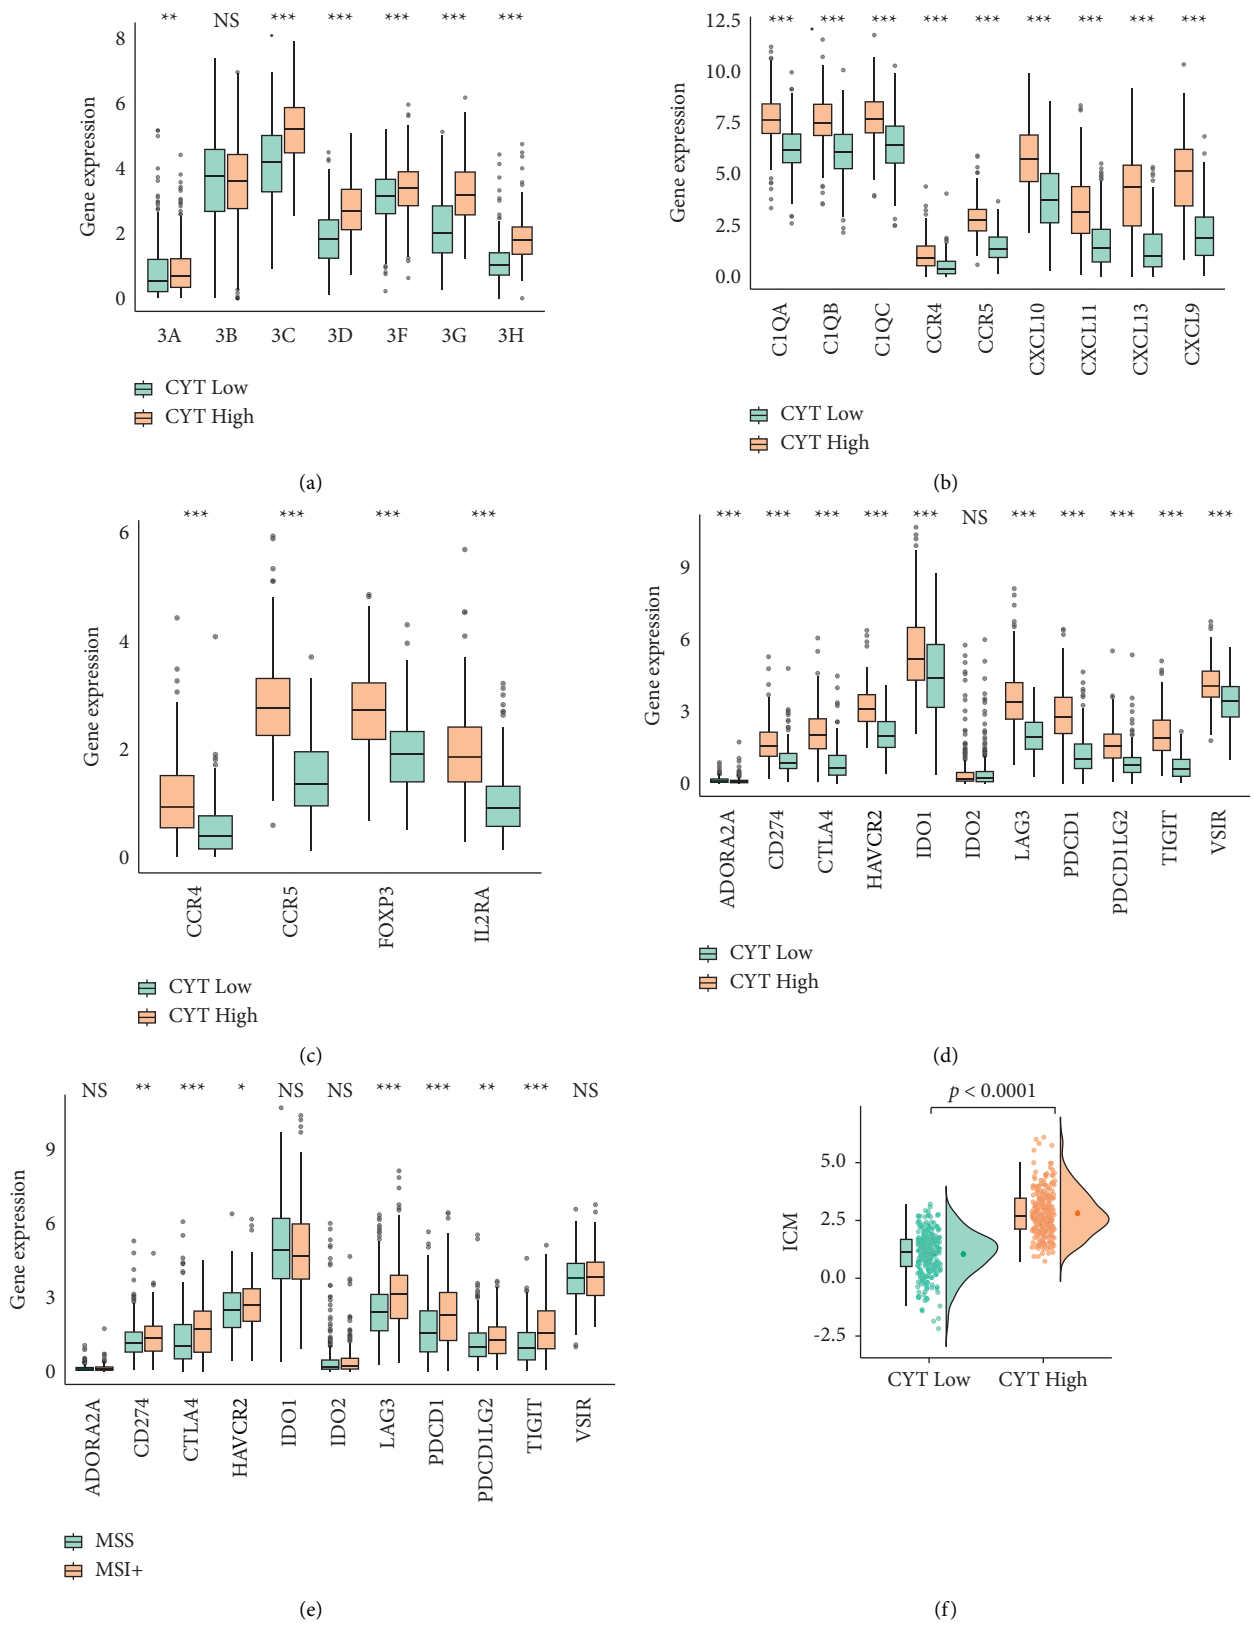 ** NS *** *** *** *** ***
8
6
4
2
0
Gene expression
3A 3B 3C 3D 3F 3G 3H
CYT Low
CYT High
(a)
*** *** *** *** *** *** *** *** ***
12.5
10.0
7.5
5.0
2.5
0.0
Gene expression
C1QA C1QB C1QC CCR4 CCR5 CXCL10 CXCL11 CXCL13 CXCL9
CYT Low
CYT High
(b)
*** *** *** ***
6
4
2
0
Gene expression
CCR4 CCR5 FOXP3 IL2RA
CYT Low
CYT High
(c)
*** *** *** *** *** NS *** *** *** *** ***
9
6
3
0
Gene expression
ADORA2A CD274 CTLA4 HAVCR2 IDO1 IDO2 LAG3 PDCD1 PDCD1LG2 TIGIT VSIR
CYT Low
CYT High
(d)
NS ** *** * NS NS *** *** ** *** NS
9
6
3
0
Gene expression
ADORA2A CD274 CTLA4 HAVCR2 IDO1 IDO2 LAG3 PDCD1 PDCD1LG2 TIGIT VSIR
MSS
MSI+
(e)
p < 0.0001
5.0
2.5
0.0
-2.5
ICM
CYT Low CYT High
(f)